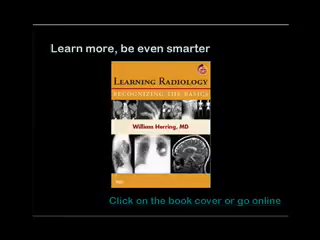 Learn more, be even smarter
LEARNING RADIOLOGY
RECOGNIZING THE BASICS
William Herring, MD
Click on the book cover or go online